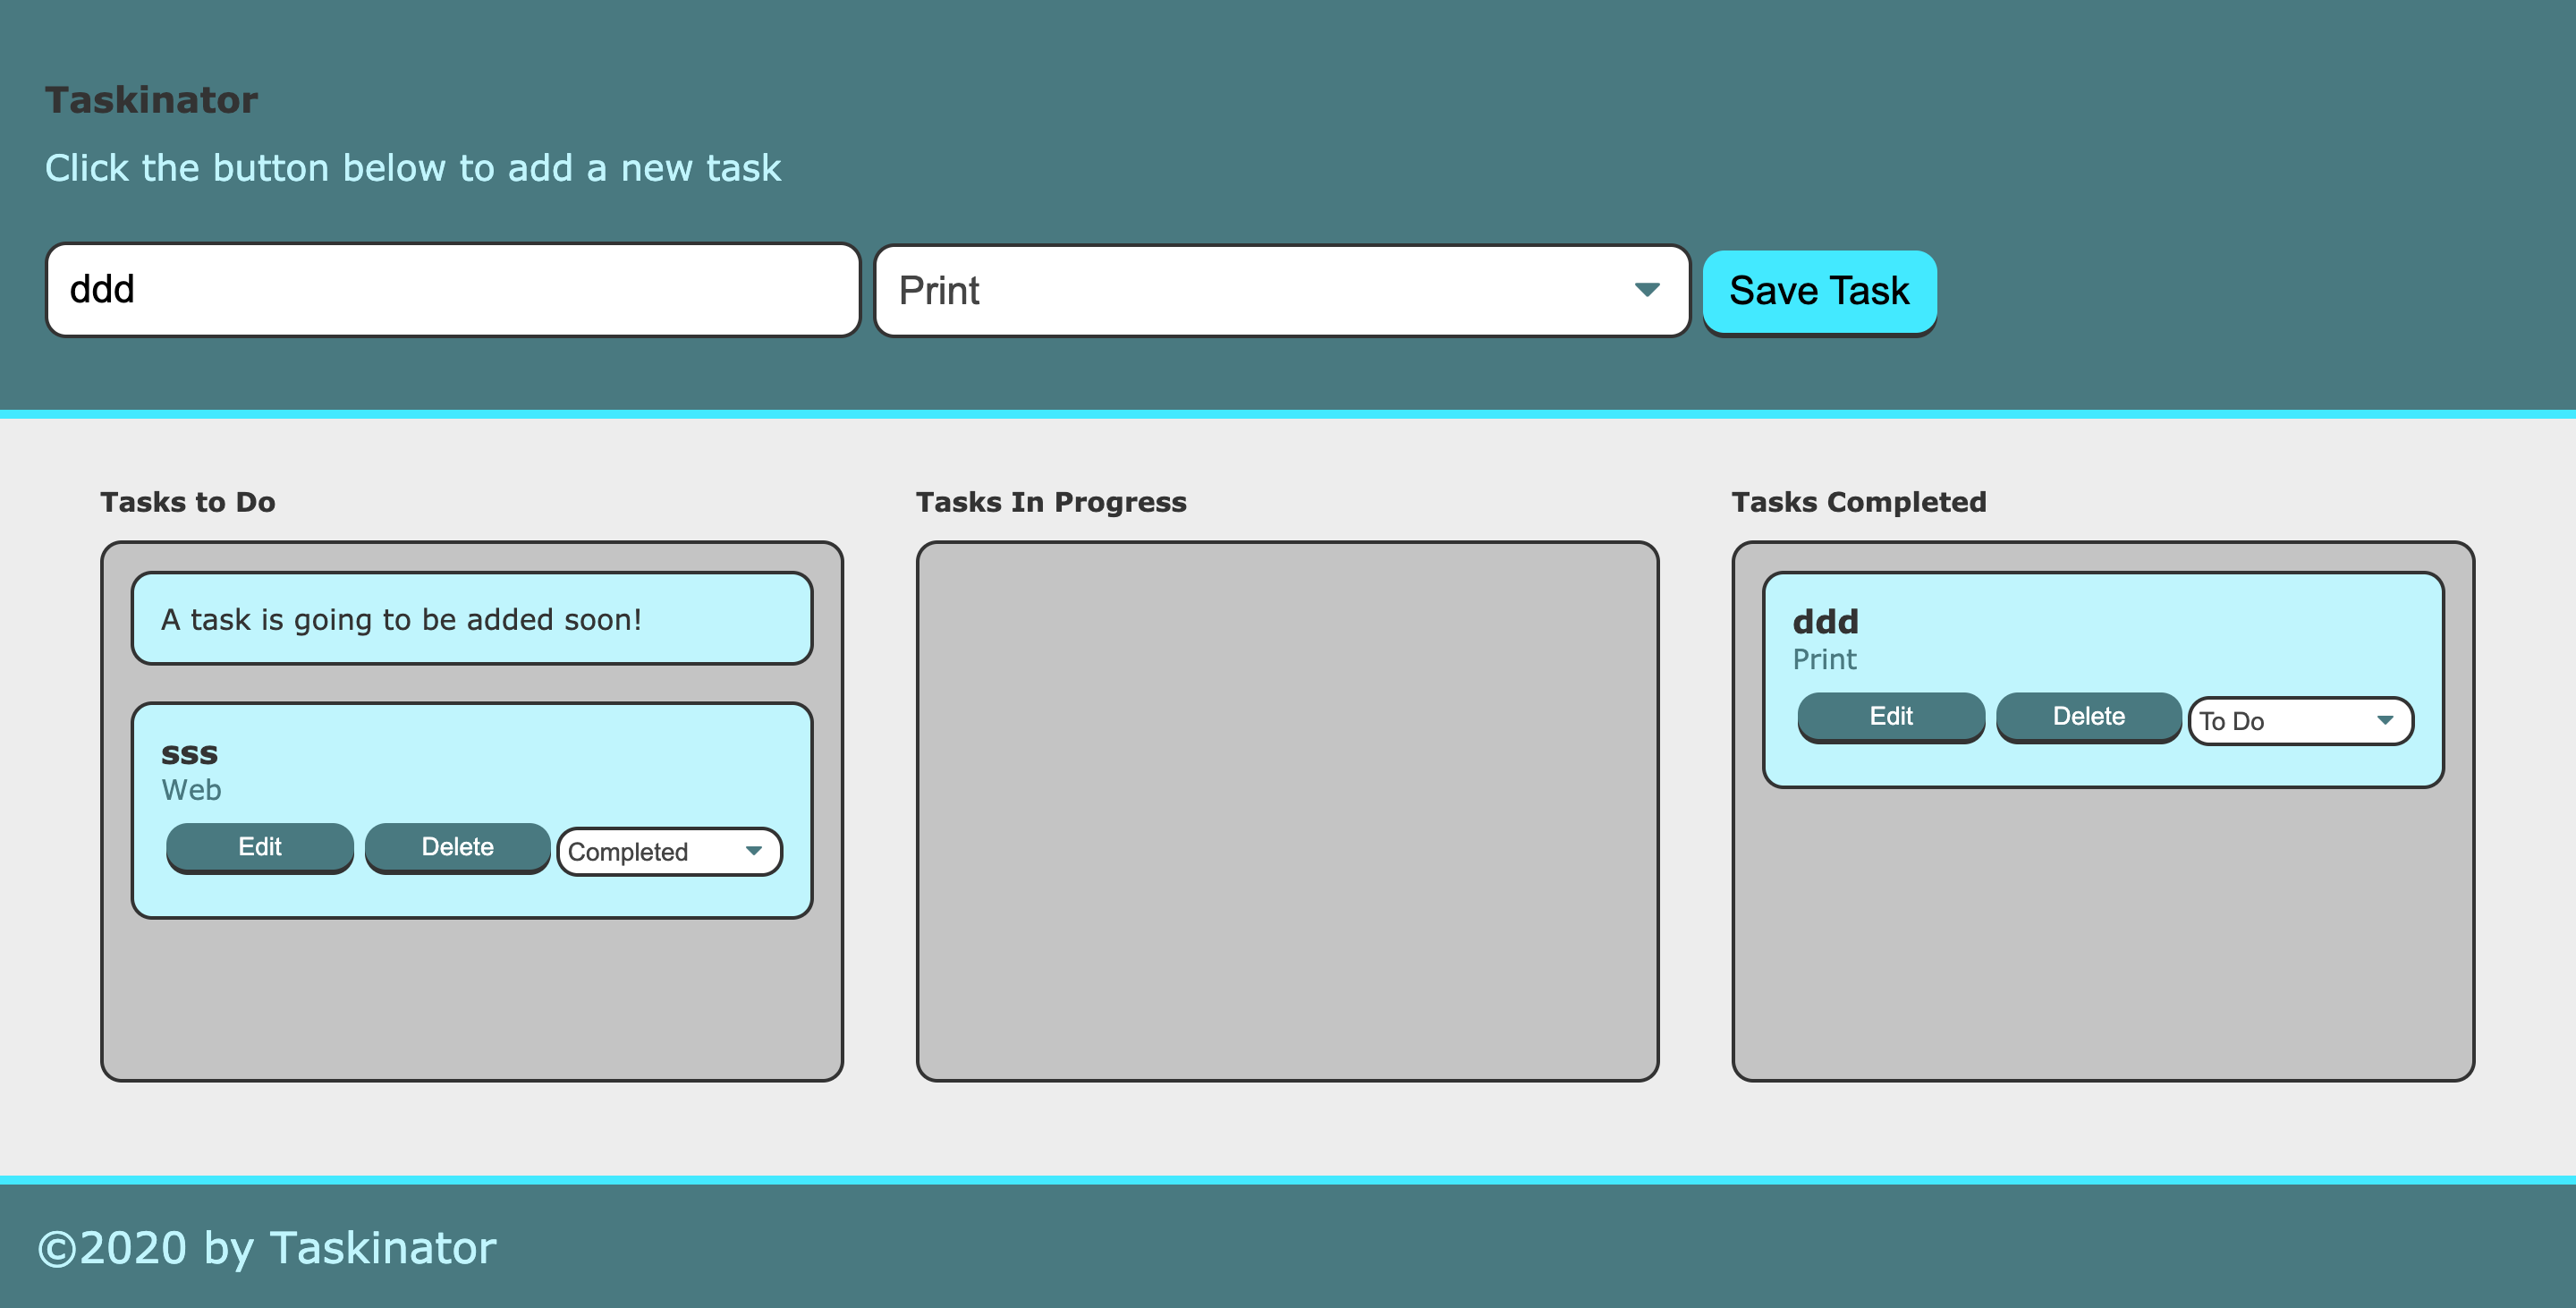 Taskinator
Click the button below to add a new task
ddd
Print
Save Task
Tasks to Do
A task is going to be added soon!
sss
Web
Edit
Delete
Completed
Tasks In Progress
Tasks Completed
ddd
Print
Edit
Delete
To Do
©2020 by Taskinator